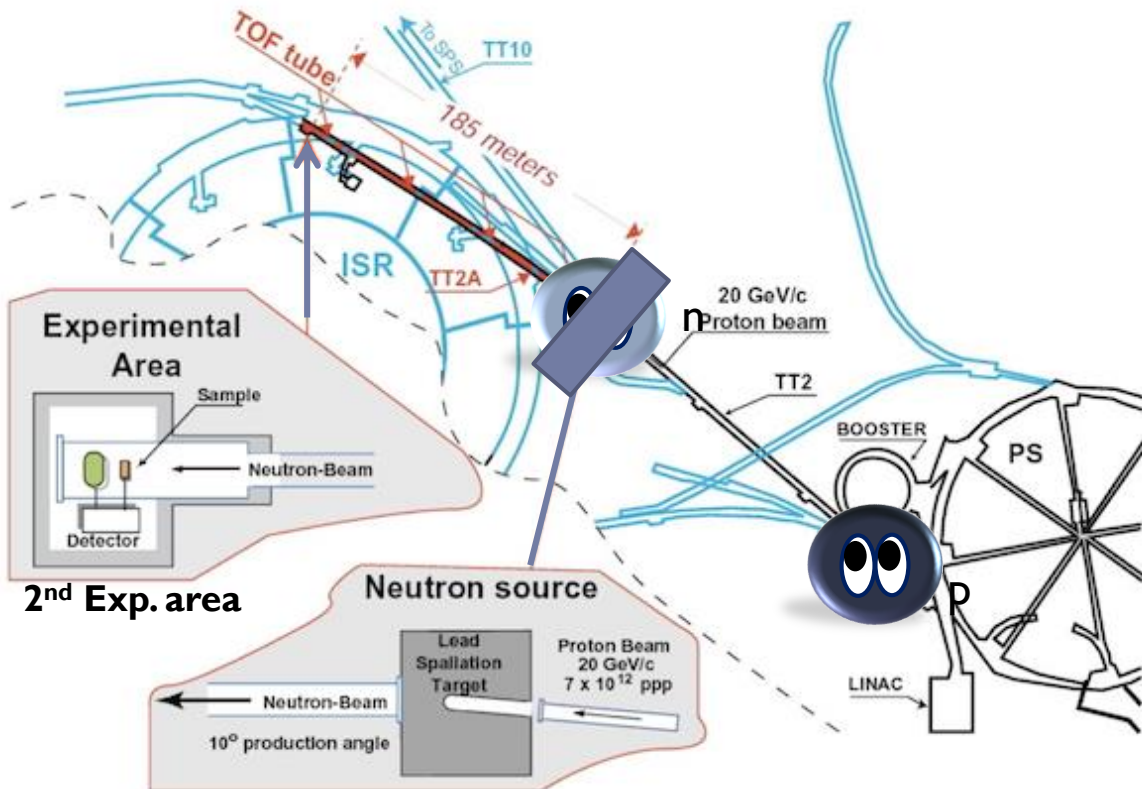 To SPS
TT10
TOF tube
185 meters
ISR
TT2A
20 GeV/c
n
Proton beam
TT2
BOOSTER
PS
p
LINAC
Experimental
Area
Sample
Neutron-Beam
Detector
2nd Exp. area
Neutron source
Lead
Spallation
Target
Proton Beam
20 GeV/c
7 x 10¹² ppp
Neutron-Beam
10° production angle